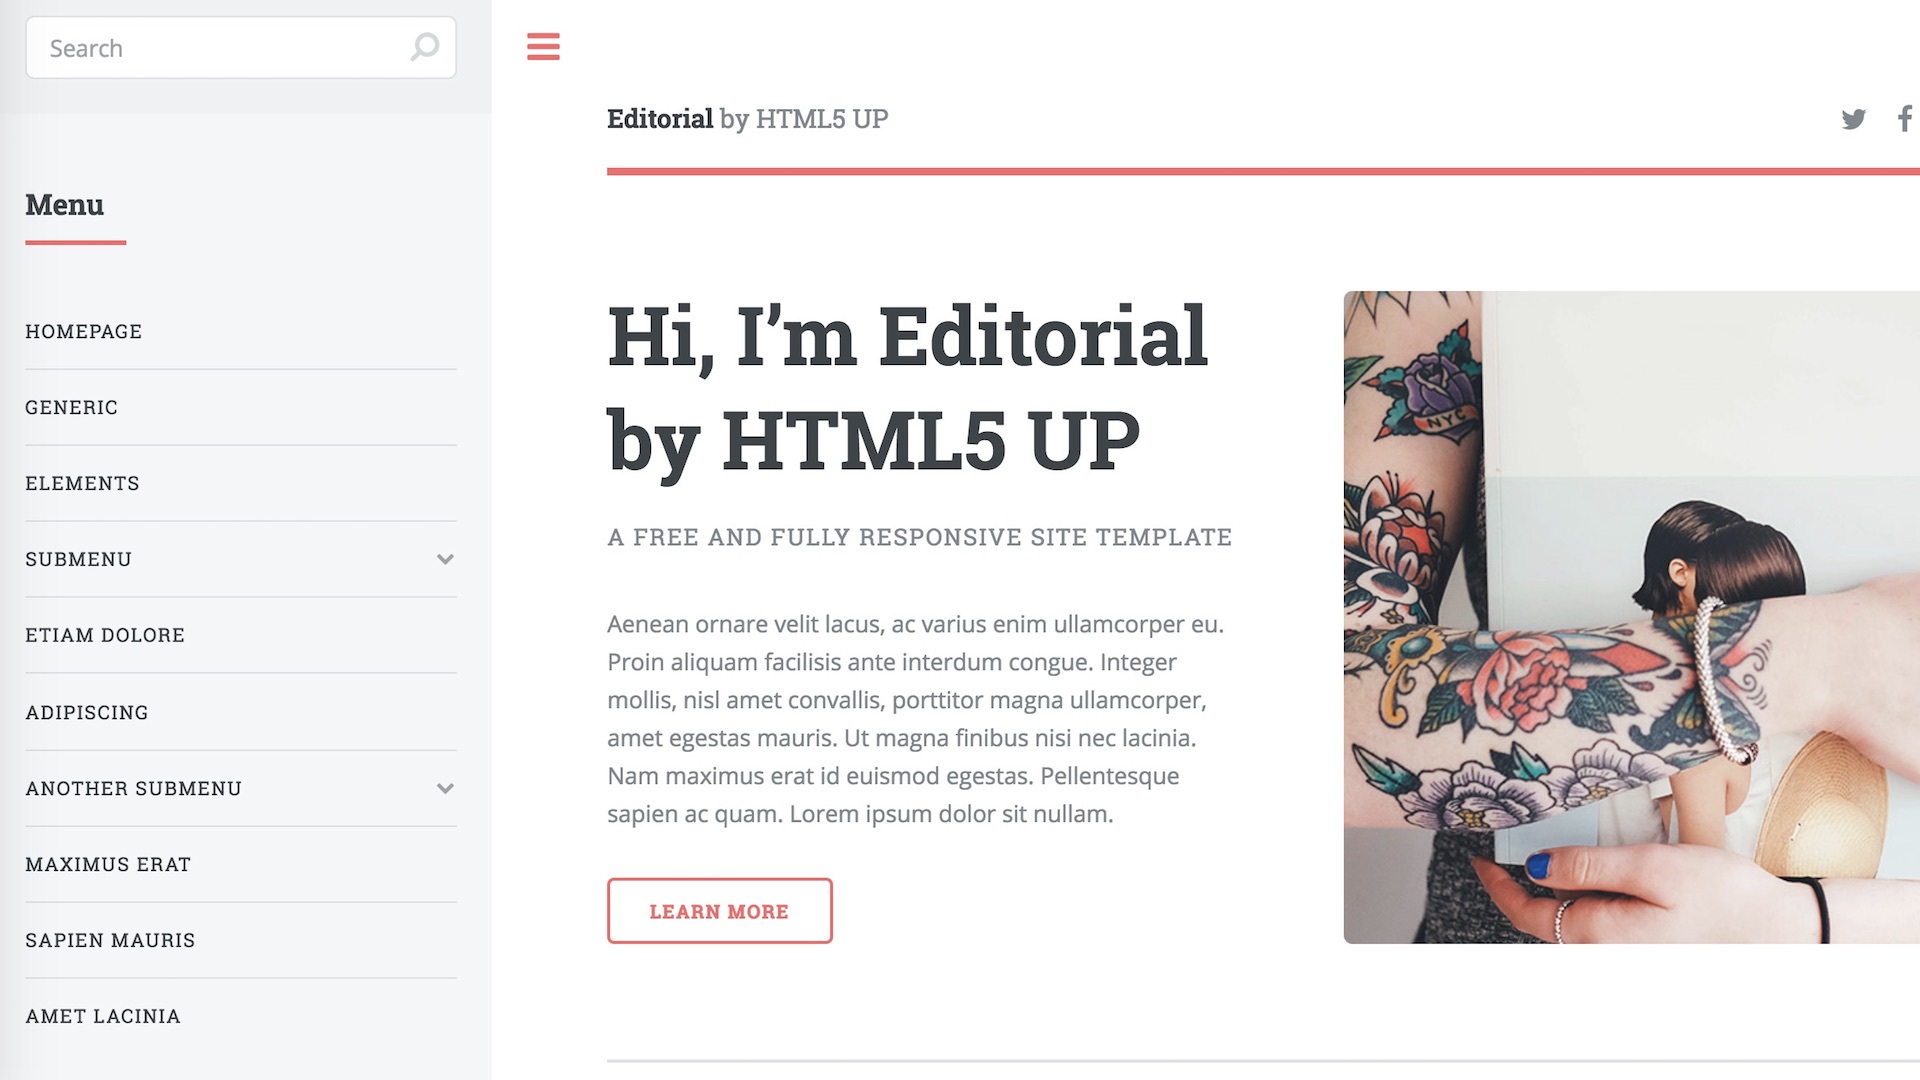 Search
Editorial by HTML5 UP
Menu
HOMEPAGE
GENERIC
ELEMENTS
SUBMENU
ETIAM DOLORE
ADIPISCING
ANOTHER SUBMENU
MAXIMUS ERAT
SAPIEN MAURIS
AMET LACINIA
Hi, I’m Editorial
by HTML5 UP
A FREE AND FULLY RESPONSIVE SITE TEMPLATE
Aenean ornare velit lacus, ac varius enim ullamcorper eu.
Proin aliquam facilisis ante interdum congue. Integer
mollis, nisl amet convallis, porttitor magna ullamcorper,
amet egestas mauris. Ut magna finibus nisi nec lacinia.
Nam maximus erat id euismod egestas. Pellentesque
sapien ac quam. Lorem ipsum dolor sit nullam.
LEARN MORE
NYC